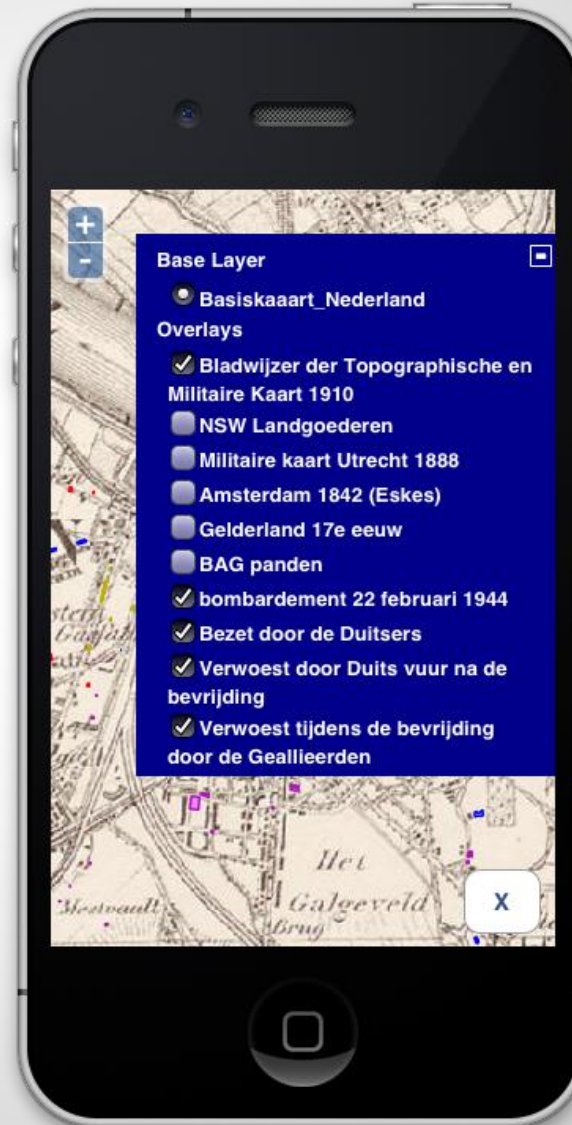 +
-
Base Layer
Basiskaaart_Nederland
Overlays
Bladwijzer der Topographische en
Militaire Kaart 1910
NSW Landgoederen
Militaire kaart Utrecht 1888
Amsterdam 1842 (Eskes)
Gelderland 17e eeuw
BAG panden
bombardement 22 februari 1944
Bezet door de Duitsers
Verwoest door Duits vuur na de
bevrijding
Verwoest tijdens de bevrijding
door de Geallieerden
Het
Galgeveld
Brug
X